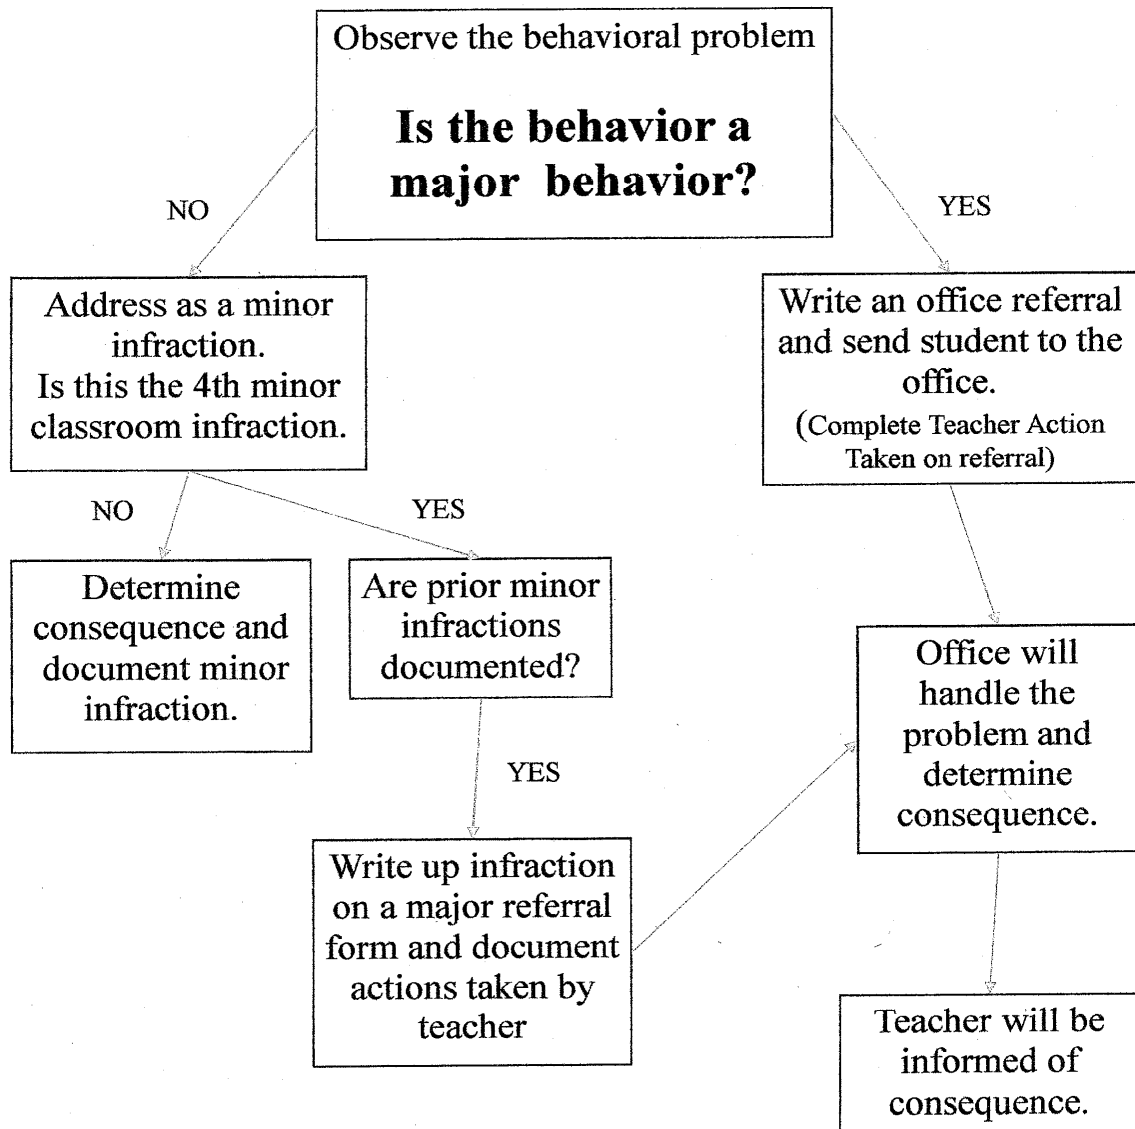 Observe the behavioral problem
Is the behavior a
major behavior?
NO
YES
Address as a minor
infraction.
Is this the 4th minor
classroom infraction.
Write an office referral
and send student to the
office.
(Complete Teacher Action
Taken on referral)
NO
YES
Determine
consequence and
document minor
infraction.
Are prior minor
infractions
documented?
Office will
handle the
problem and
determine
consequence.
YES
Write up infraction
on a major referral
form and document
actions taken by
teacher
Teacher will be
informed of
consequence.